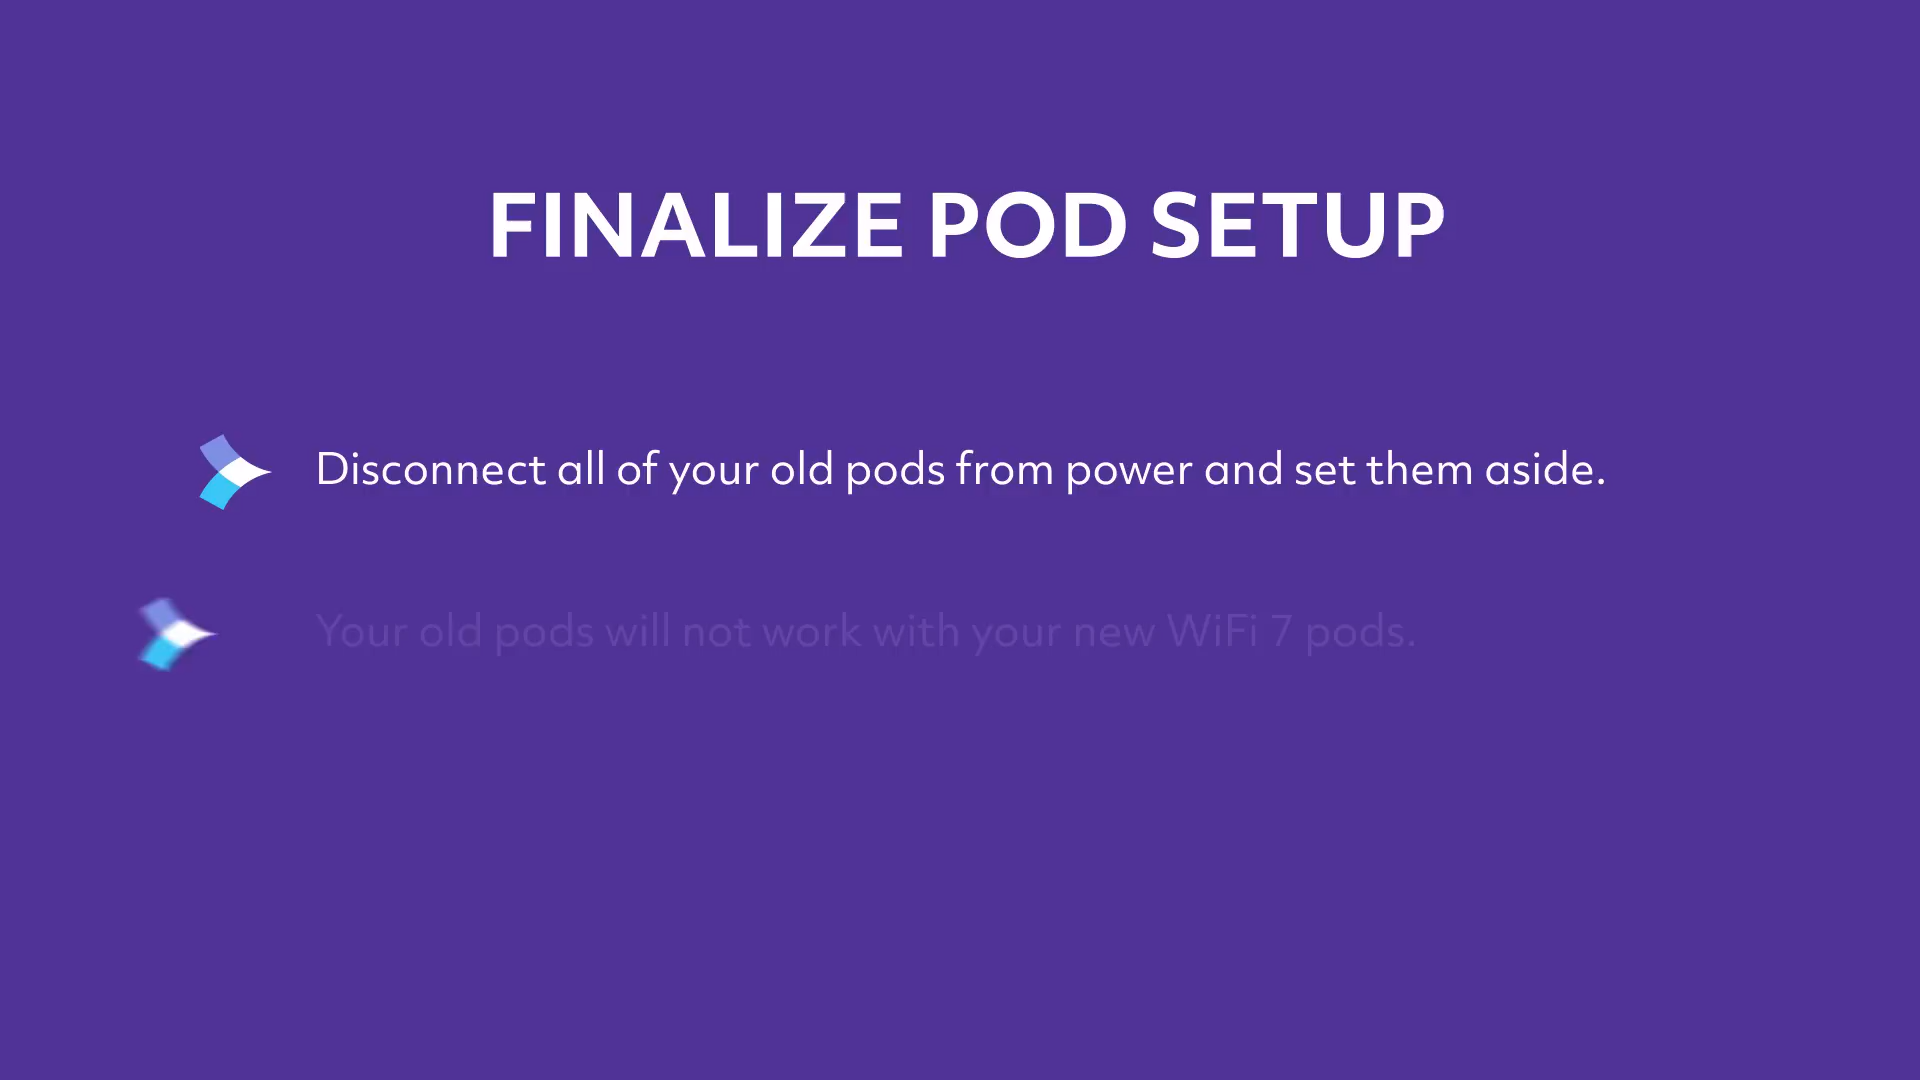 FINALIZE POD SETUP
Disconnect all of your old pods from power and set them aside.
Your old pods will not work with your new WiFi 7 pods.